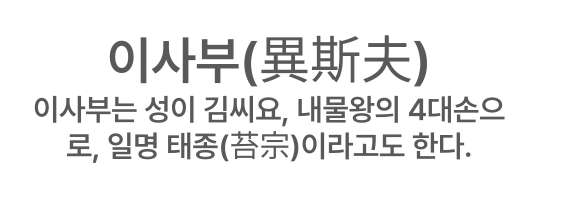 이사부(異斯夫)
이사부는 성이 김씨요, 내물왕의 4대손으
로, 일명 태종(苔宗)이라고도 한다.